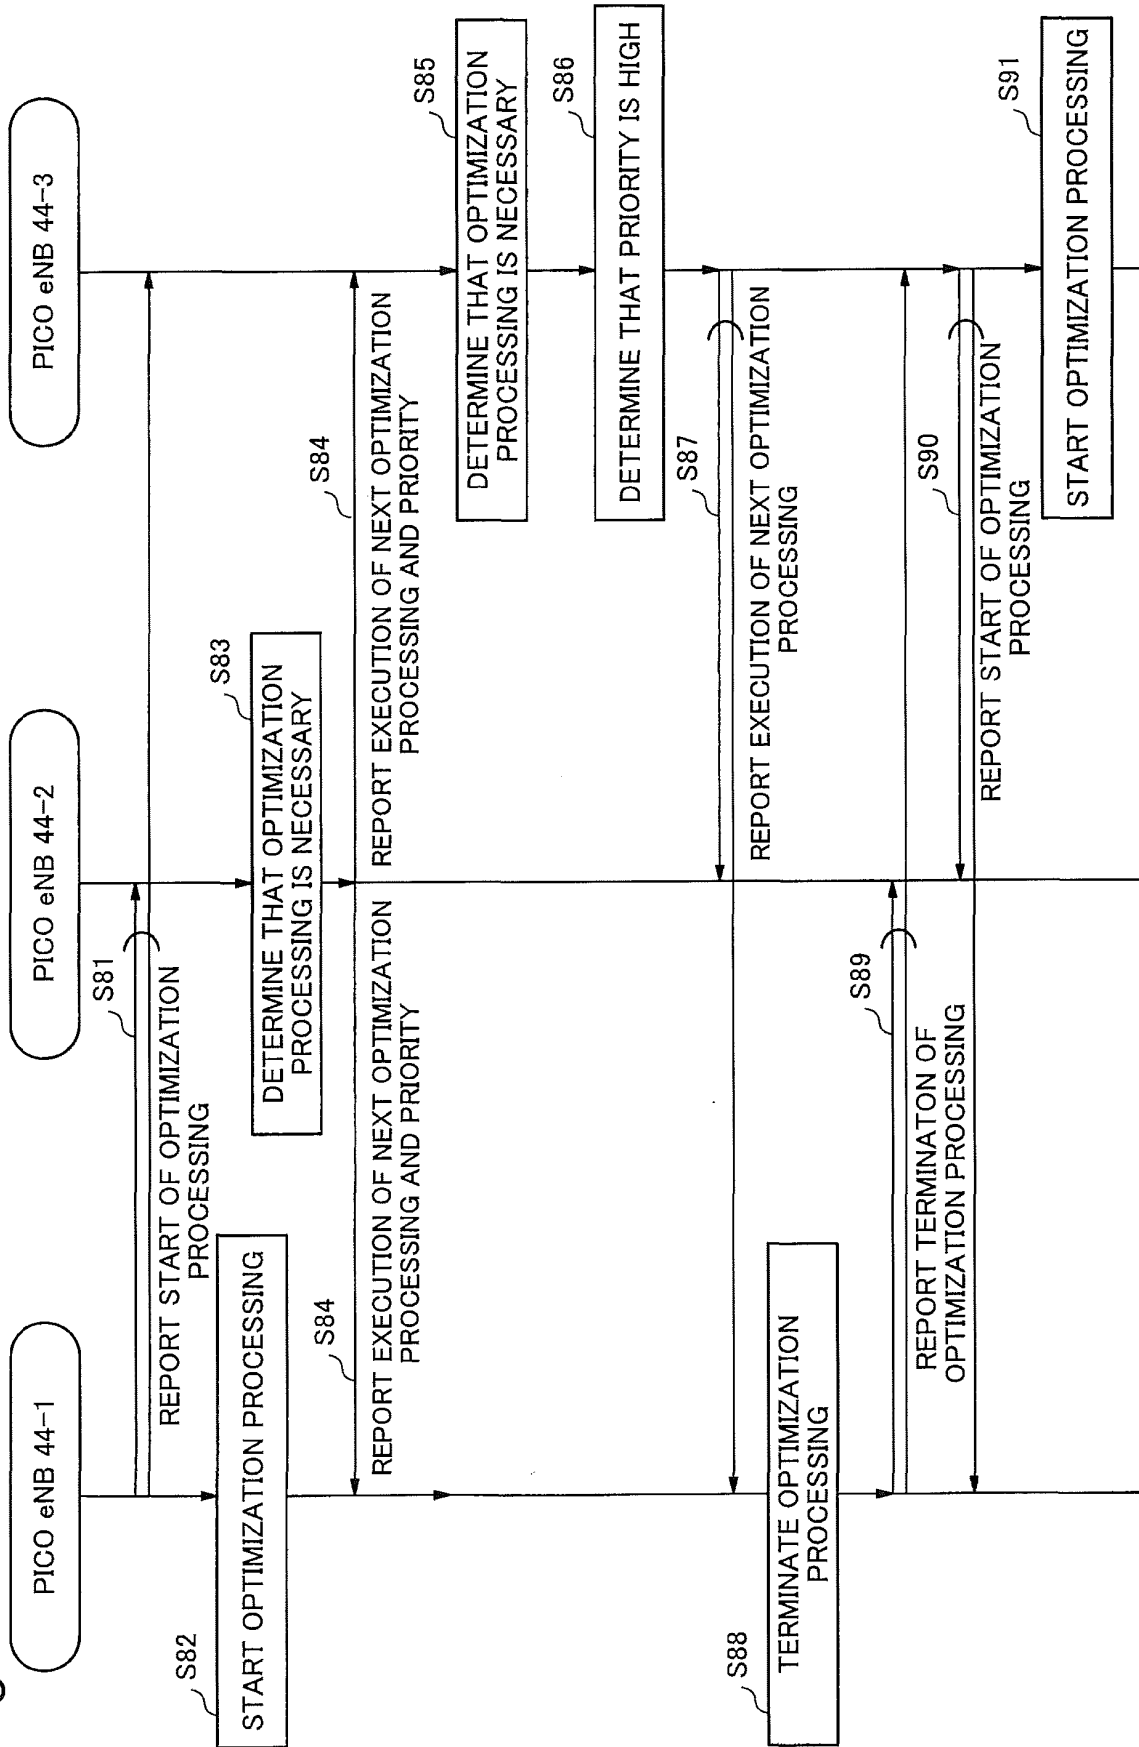 PICO eNB 44-1
PICO eNB 44-2
PICO eNB 44-3
S81
REPORT START OF OPTIMIZATION
PROCESSING
S82
START OPTIMIZATION PROCESSING
S83
DETERMINE THAT OPTIMIZATION
PROCESSING IS NECESSARY
S84
REPORT EXECUTION OF NEXT OPTIMIZATION
PROCESSING AND PRIORITY
S84
REPORT EXECUTION OF NEXT OPTIMIZATION
PROCESSING AND PRIORITY
S85
DETERMINE THAT OPTIMIZATION
PROCESSING IS NECESSARY
S86
DETERMINE THAT PRIORITY IS HIGH
S87
REPORT EXECUTION OF NEXT OPTIMIZATION
PROCESSING
S88
TERMINATE OPTIMIZATION
PROCESSING
S89
REPORT TERMINATON OF
OPTIMIZATION PROCESSING
S90
REPORT START OF OPTIMIZATION
PROCESSING
S91
START OPTIMIZATION PROCESSING